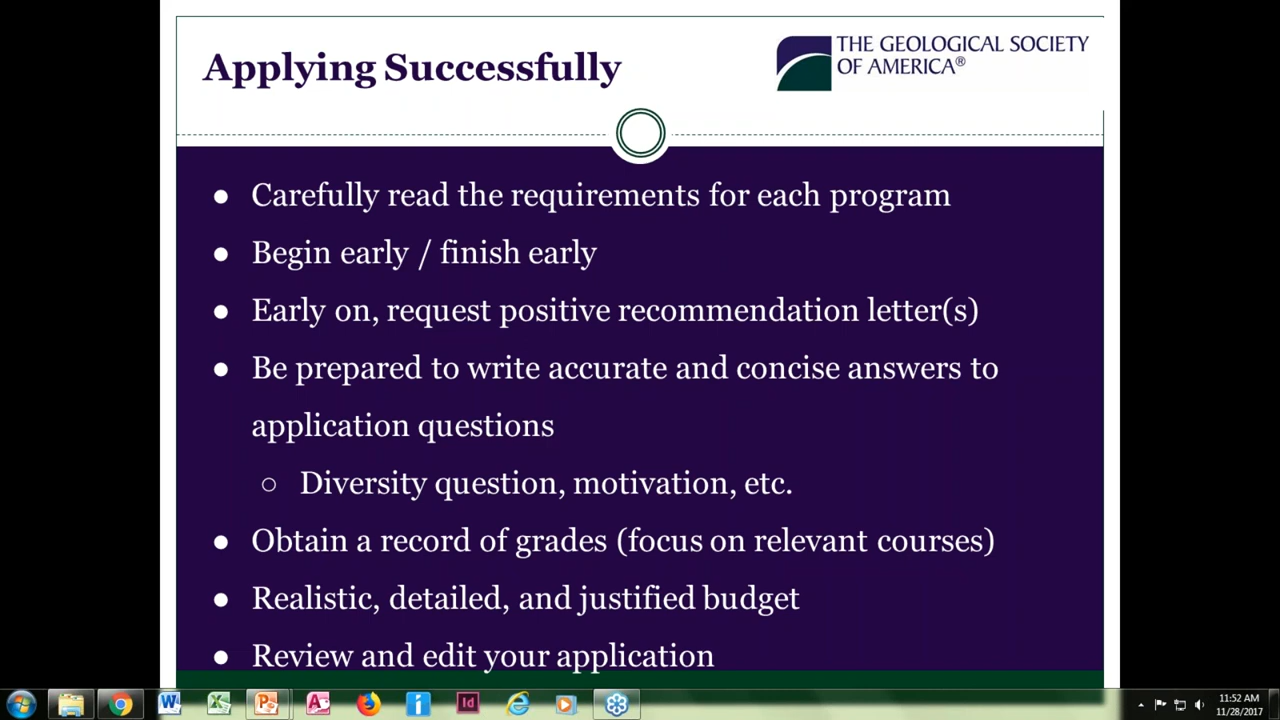 Applying Successfully
THE GEOLOGICAL SOCIETY
OF AMERICA®
● Carefully read the requirements for each program
● Begin early / finish early
● Early on, request positive recommendation letter(s)
● Be prepared to write accurate and concise answers to
application questions
○ Diversity question, motivation, etc.
● Obtain a record of grades (focus on relevant courses)
● Realistic, detailed, and justified budget
● Review and edit your application
11:52 AM
11/28/2017